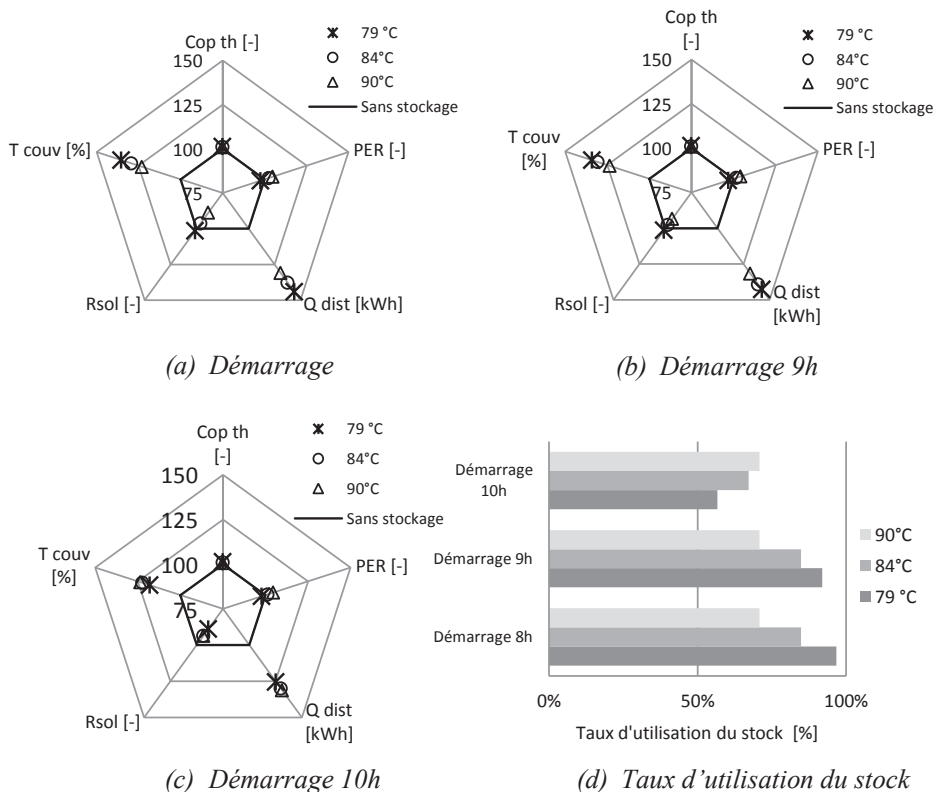 Cop th [-]
150
125
100
75
PER [-]
Q dist [kWh]
Rsol [-]
T couv [%]
79 °C
84°C
90°C
Sans stockage
(a) Démarrage
Cop th
[-]
150
125
100
75
PER [-]
Q dist
[kWh]
Rsol [-]
T couv
[%]
79 °C
84°C
90°C
Sans stockage
(b) Démarrage 9h
Cop th
[-]
150
125
100
75
PER [-]
Q dist
[kWh]
Rsol [-]
T couv
[%]
79 °C
84°C
90°C
Sans stockage
(c) Démarrage 10h
Démarrage
10h
Démarrage 9h
Démarrage 8h
0%
50%
100%
Taux d'utilisation du stock [%]
90°C
84°C
79 °C
(d) Taux d’utilisation du stock